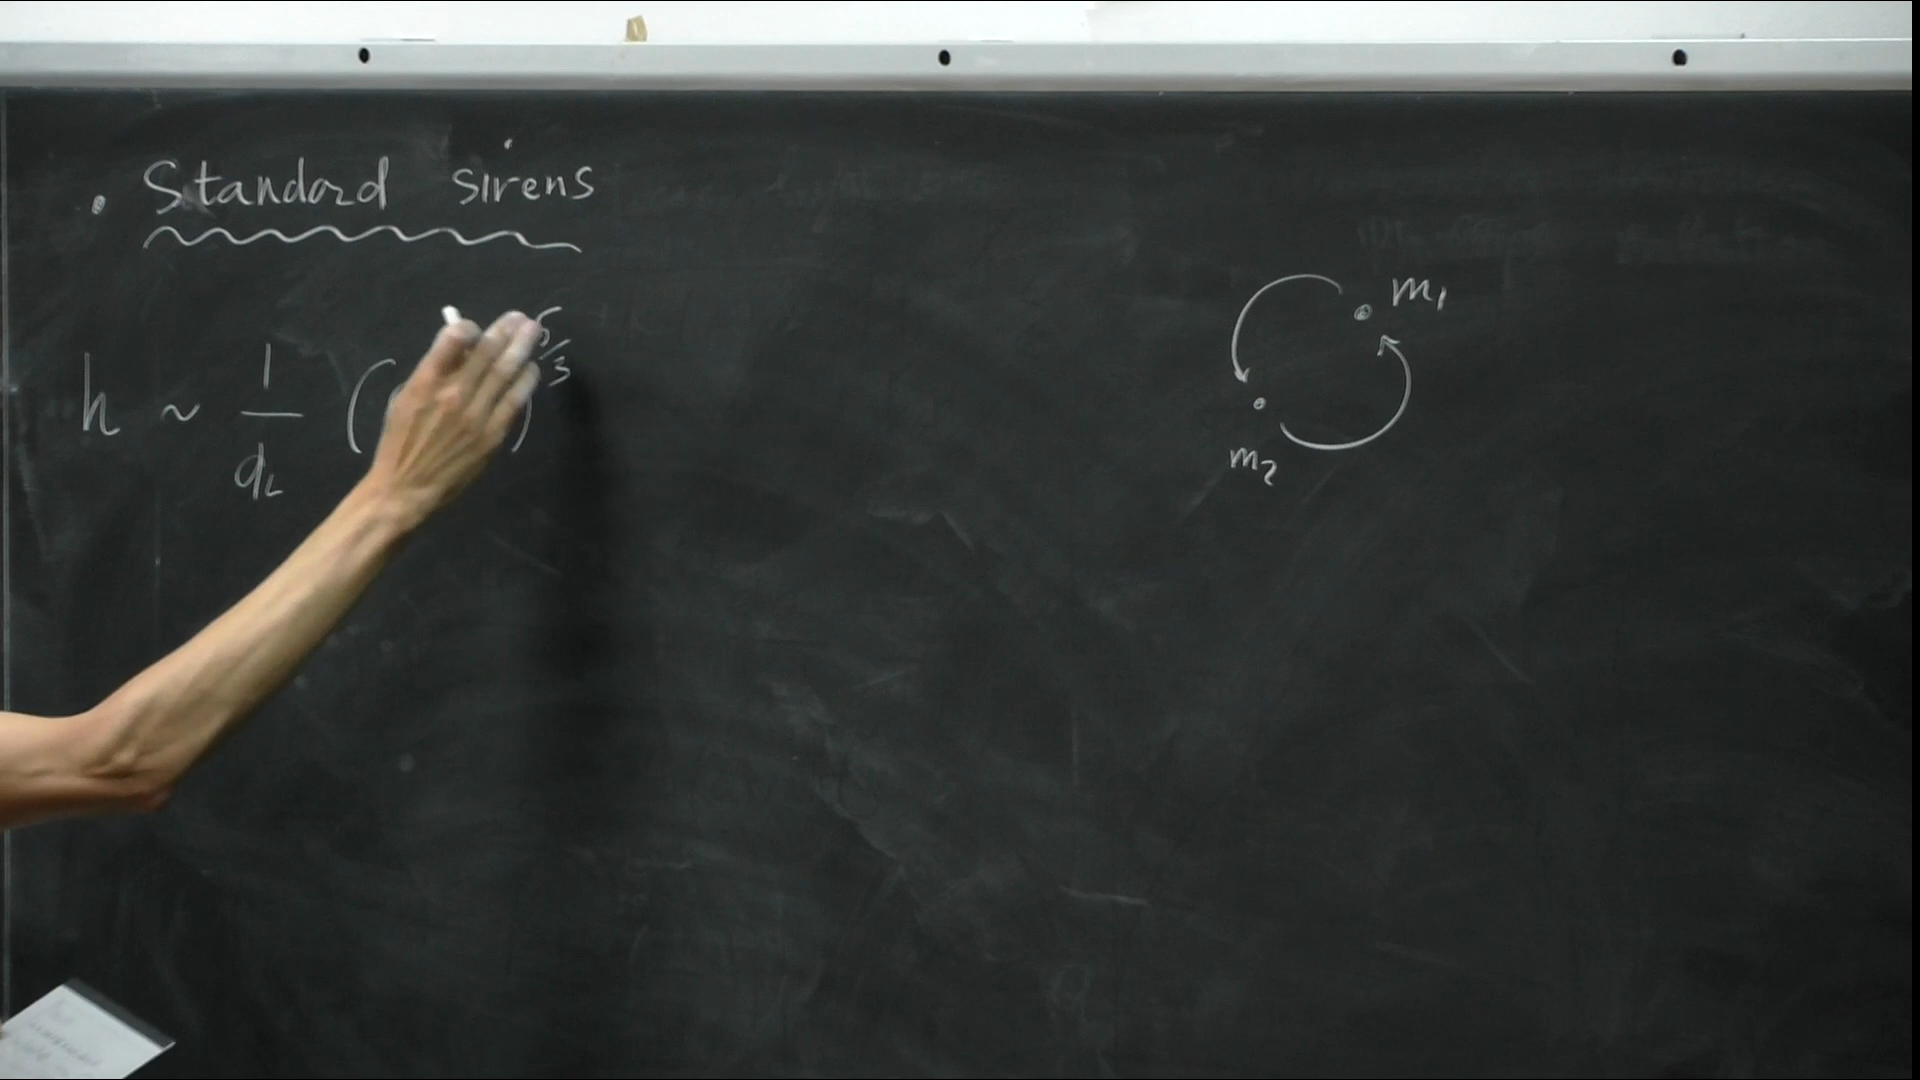 . Standard sirens
h ~ 1/d_L (   )^5/3
m1
m2